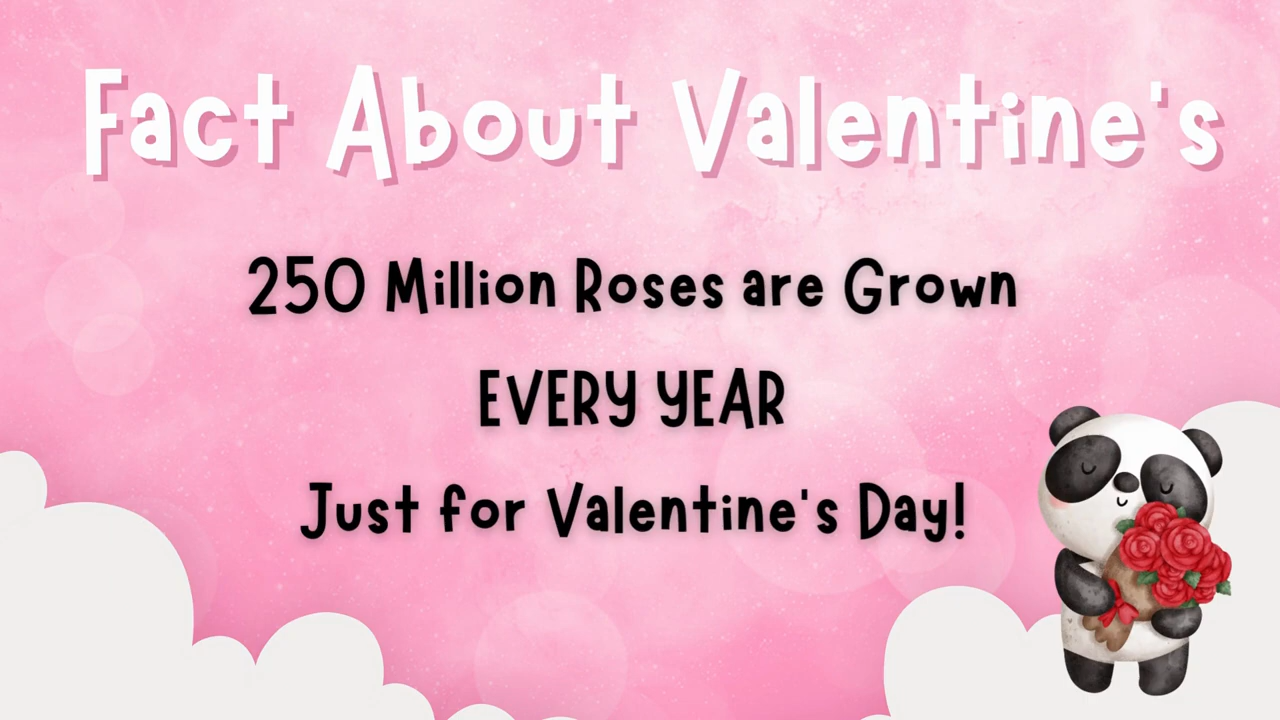 Fact About Valentine's
250 Million Roses are Grown
EVERY YEAR
Just for Valentine's Day!